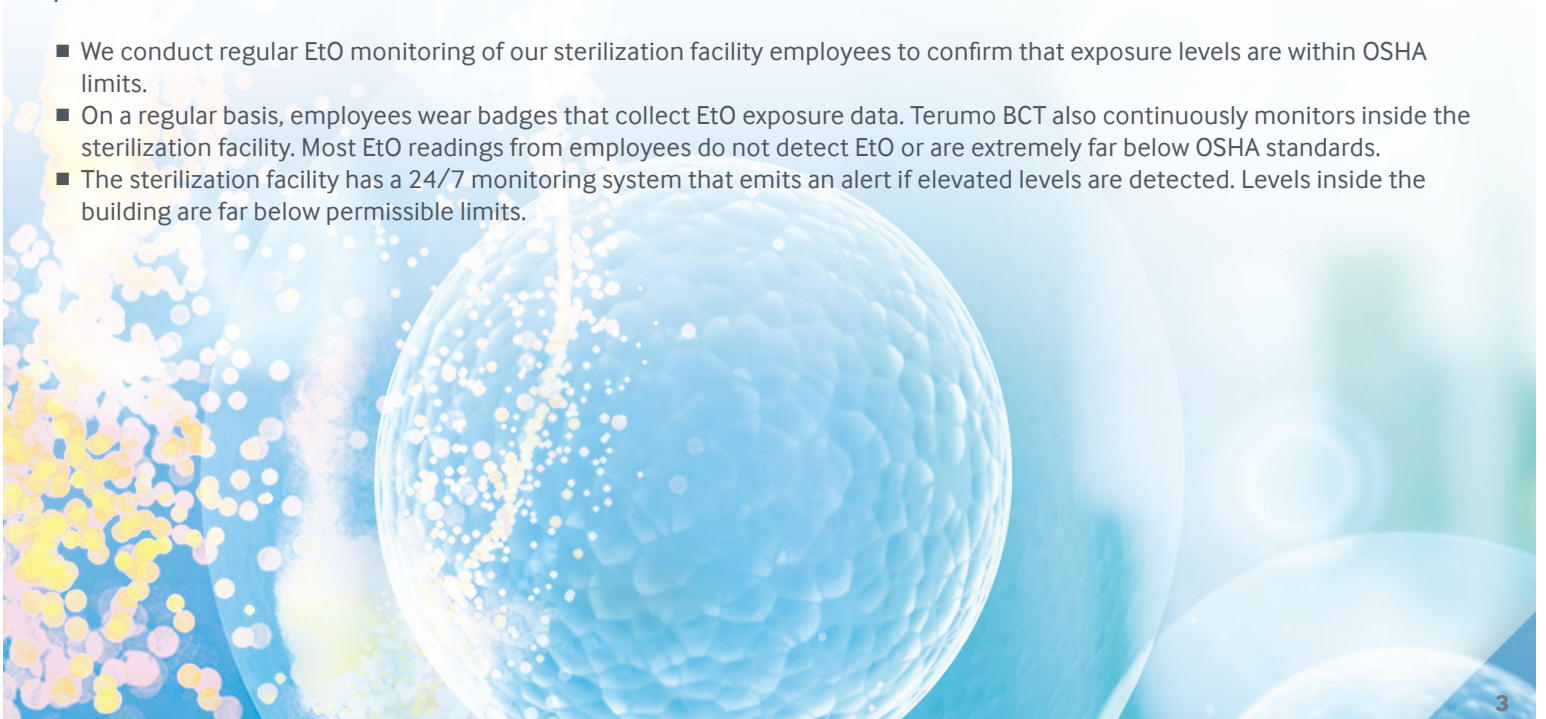 ■ We conduct regular EtO monitoring of our sterilization facility employees to confirm that exposure levels are within OSHA
limits.
■ On a regular basis, employees wear badges that collect EtO exposure data. Terumo BCT also continuously monitors inside the
sterilization facility. Most EtO readings from employees do not detect EtO or are extremely far below OSHA standards.
■ The sterilization facility has a 24/7 monitoring system that emits an alert if elevated levels are detected. Levels inside the
building are far below permissible limits.
3